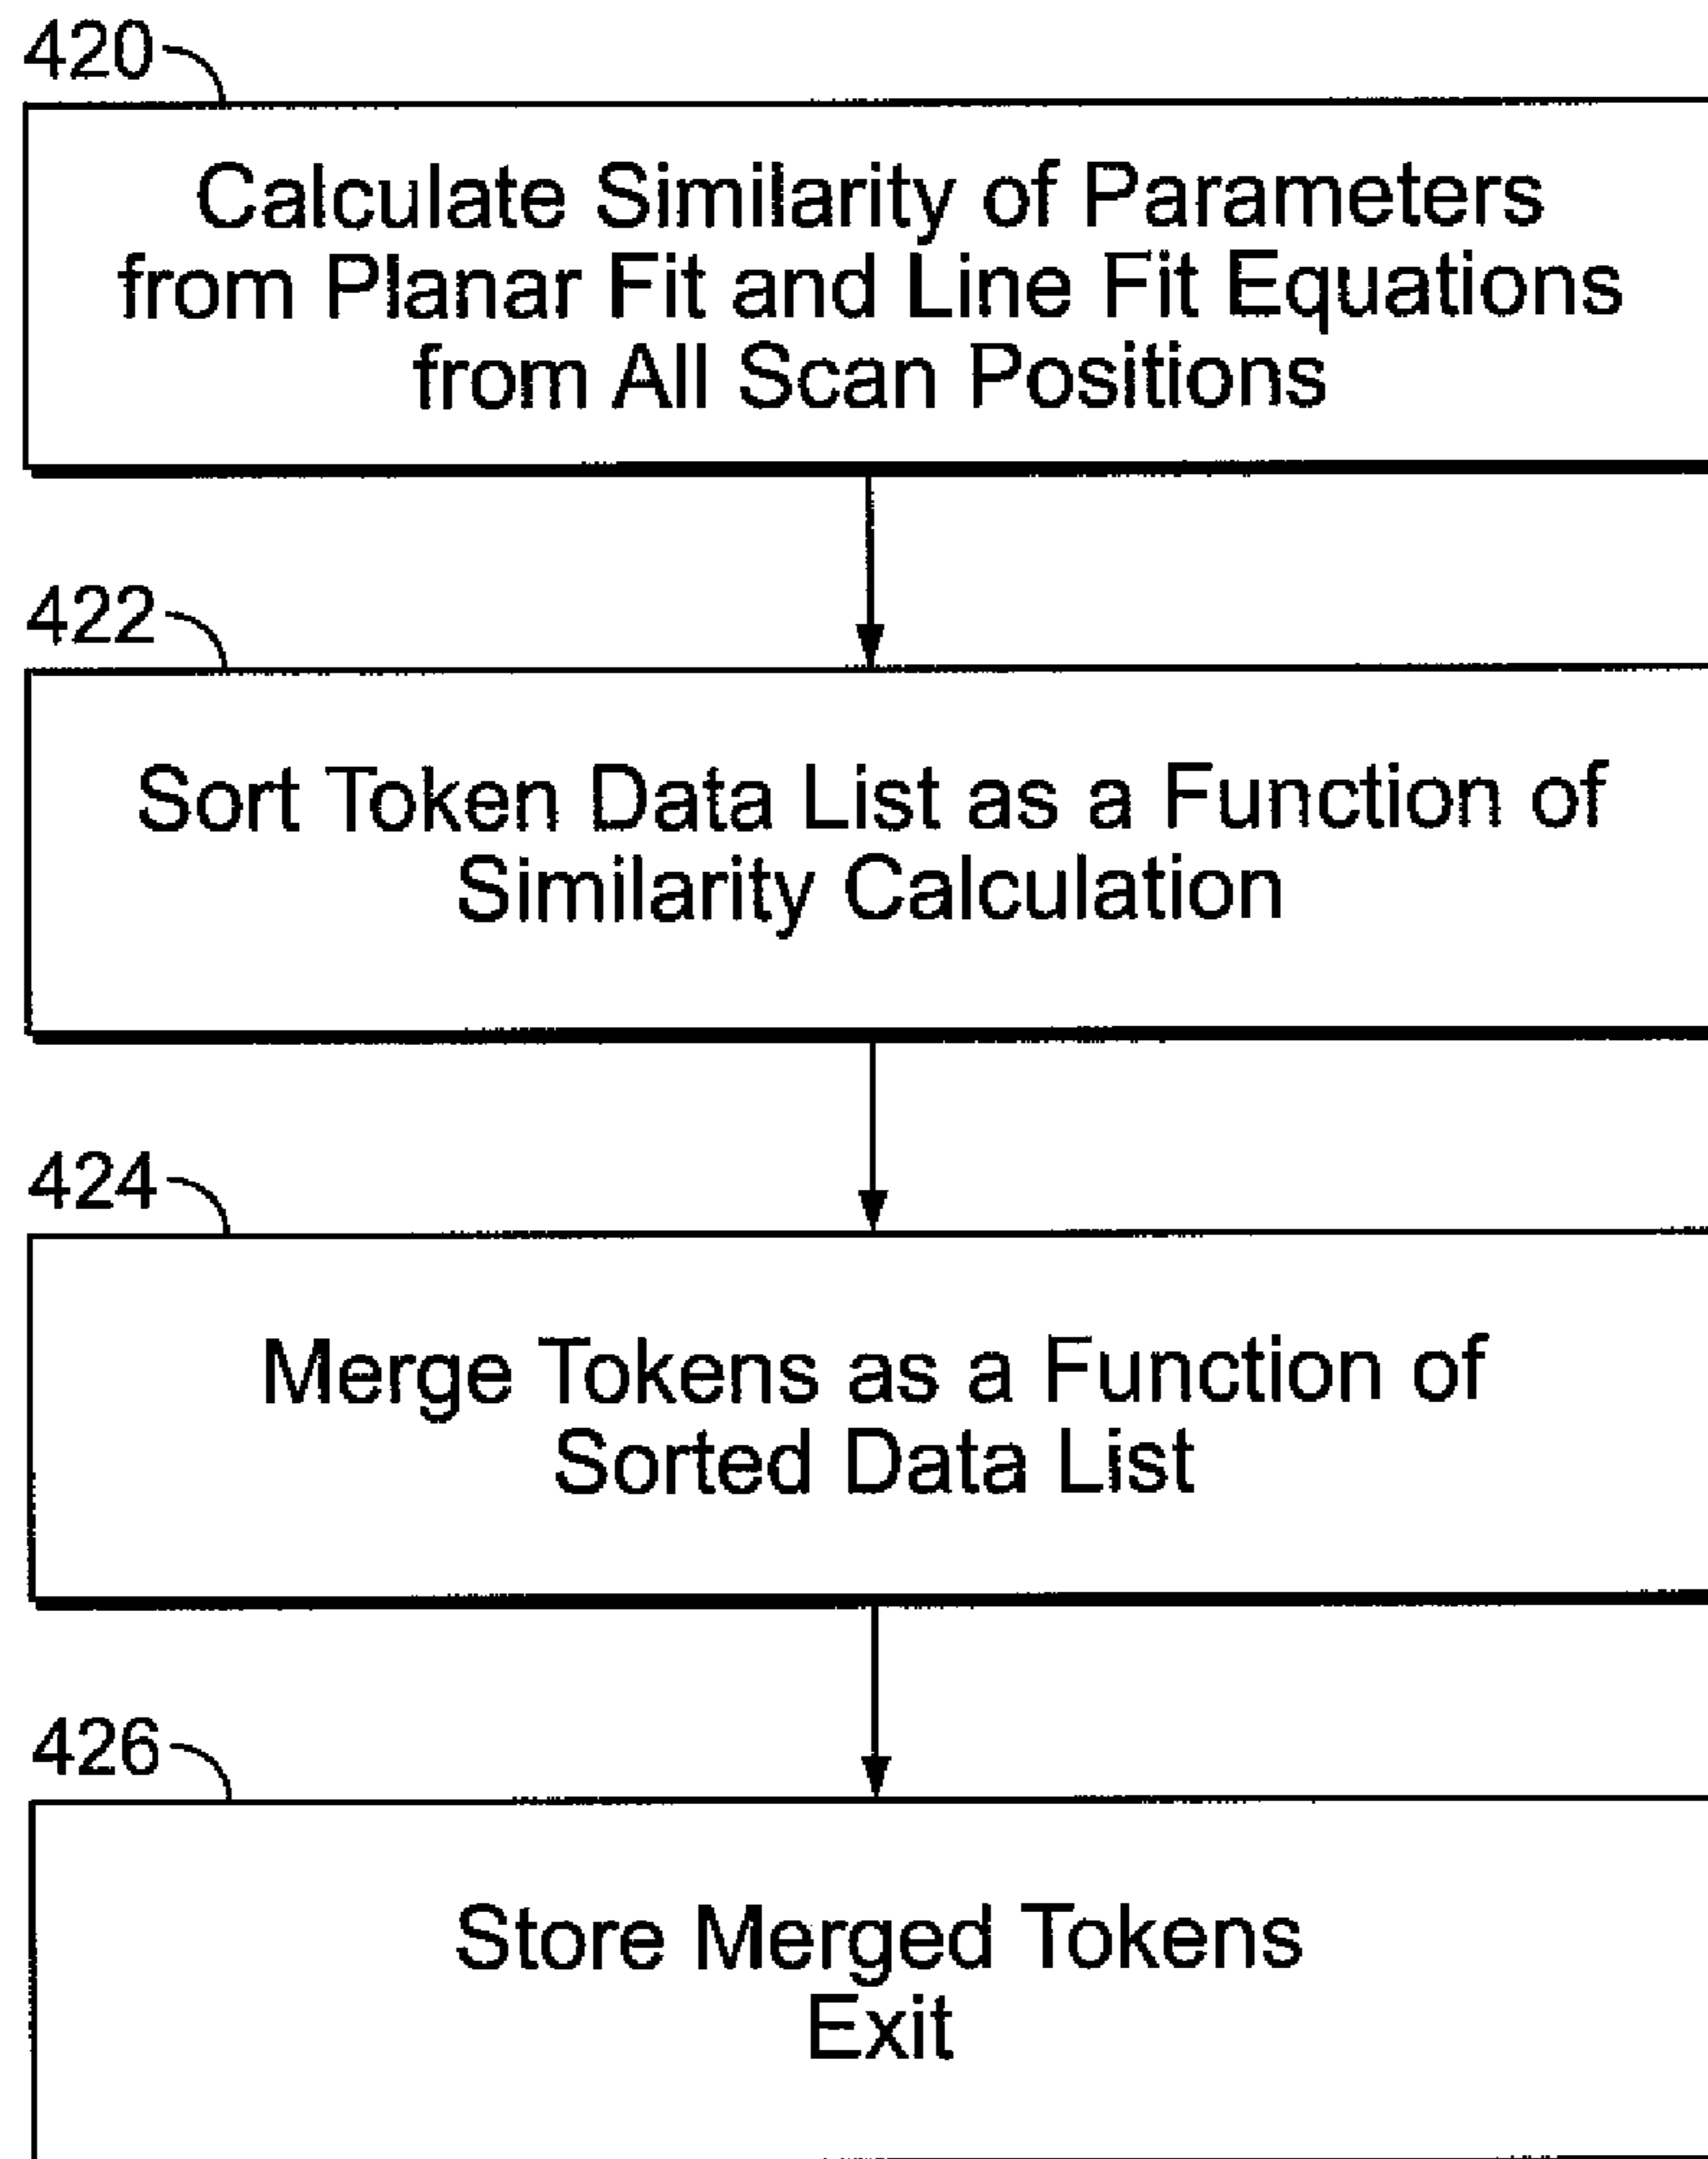 420
Calculate Similarity of Parameters
from Planar Fit and Line Fit Equations
from All Scan Positions
422
Sort Token Data List as a Function of
Similarity Calculation
424
Merge Tokens as a Function of
Sorted Data List
426
Store Merged Tokens
Exit